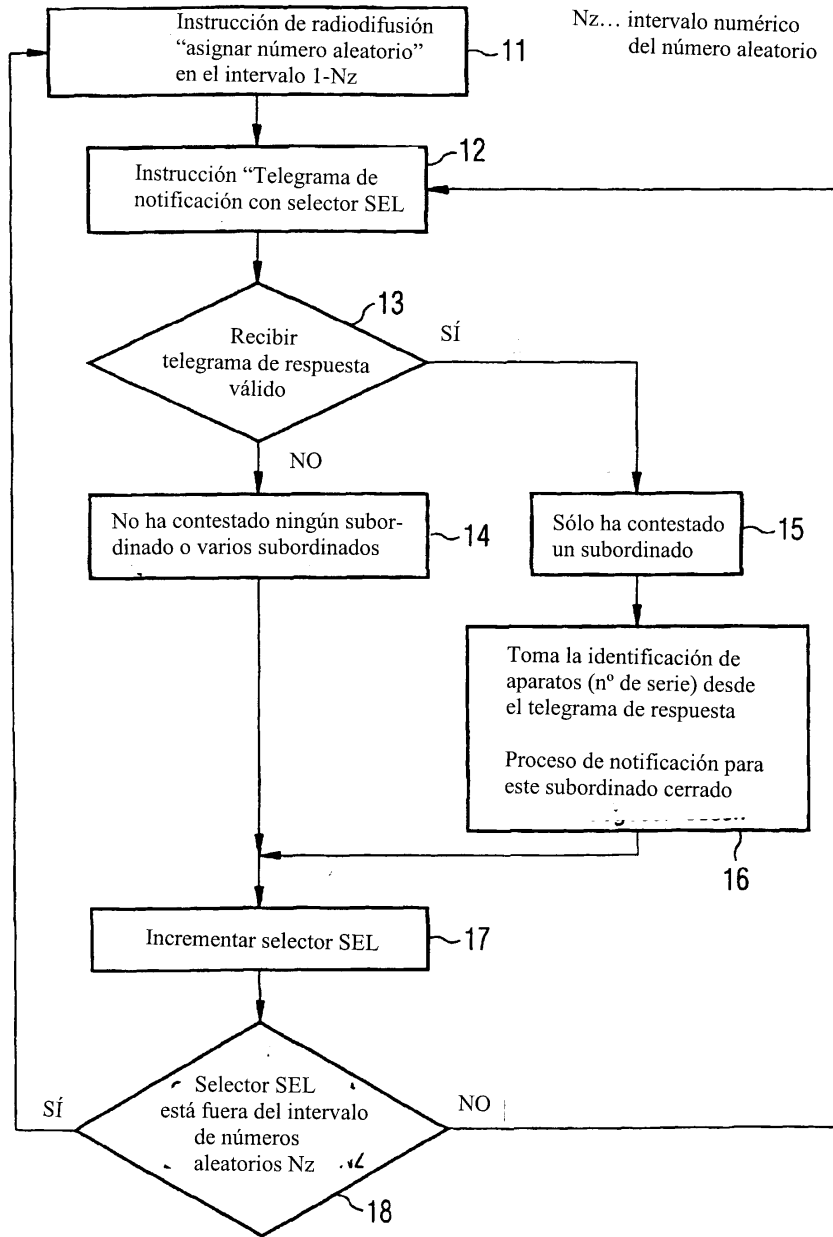 Instrucción de radiodifusión
“asignar número aleatorio”
en el intervalo 1-Nz
11
Nz... intervalo numérico
del número aleatorio
12
Instrucción “Telegrama de
notificación con selector SEL
13
Recibir
telegrama de respuesta
válido
SÍ
NO
No ha contestado ningún subor-
dinado o varios subordinados
14
Sólo ha contestado
un subordinado
15
Toma la identificación de
aparatos (nº de serie) desde
el telegrama de respuesta
Proceso de notificación para
este subordinado cerrado
16
Incrementar selector SEL
17
Selector SEL
está fuera del intervalo
de números
aleatorios Nz
SÍ
NO
18